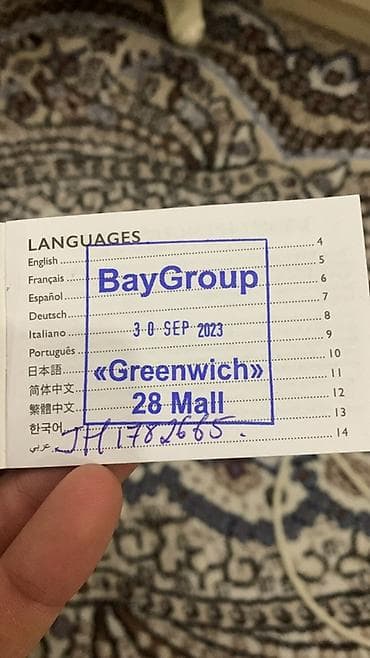 LANGUAGES
English 4
Français 5
Español 6
Deutsch 7
Italiano 8
Português 9
日本語 10
简体中文 11
繁體中文 12
한국어 13
عربي 14
BayGroup
30 SEP 2023
«Greenwich»
28 Mall
JH1782665.